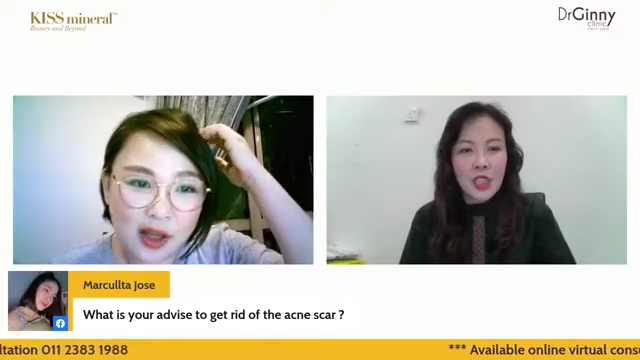 KISS mineral™
Beauty and Beyond
DrGinny
clinic
Marcullta Jose
What is your advise to get rid of the acne scar ?
ltation 011 2383 1988
*** Available online virtual cons